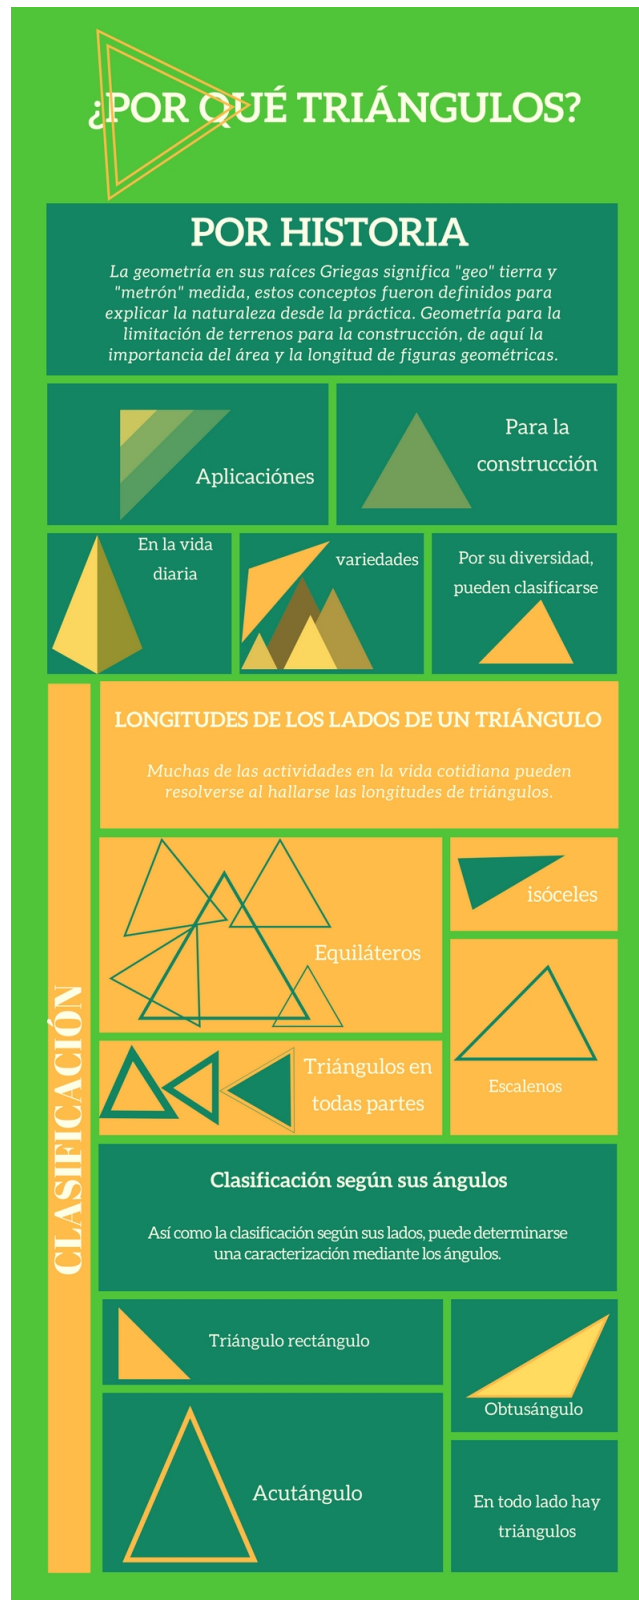 ¿POR QUÉ TRIÁNGULOS?
POR HISTORIA
La geometría en sus raíces Griegas significa "geo" tierra y
"metrón" medida, estos conceptos fueron definidos para
explicar la naturaleza desde la práctica. Geometría para la
limitación de terrenos para la construcción, de aquí la
importancia del área y la longitud de figuras geométricas.
Aplicaciónes
Para la
construcción
En la vida
diaria
variedades
Por su diversidad,
pueden clasificarse
CLASIFICACIÓN
LONGITUDES DE LOS LADOS DE UN TRIÁNGULO
Muchas de las actividades en la vida cotidiana pueden
resolverse al hallarse las longitudes de triángulos.
Equiláteros
isóceles
Escalenos
Triángulos en
todas partes
Clasificación según sus ángulos
Así como la clasificación según sus lados, puede determinarse
una caracterización mediante los ángulos.
Triángulo rectángulo
Obtusángulo
Acutángulo
En todo lado hay
triángulos